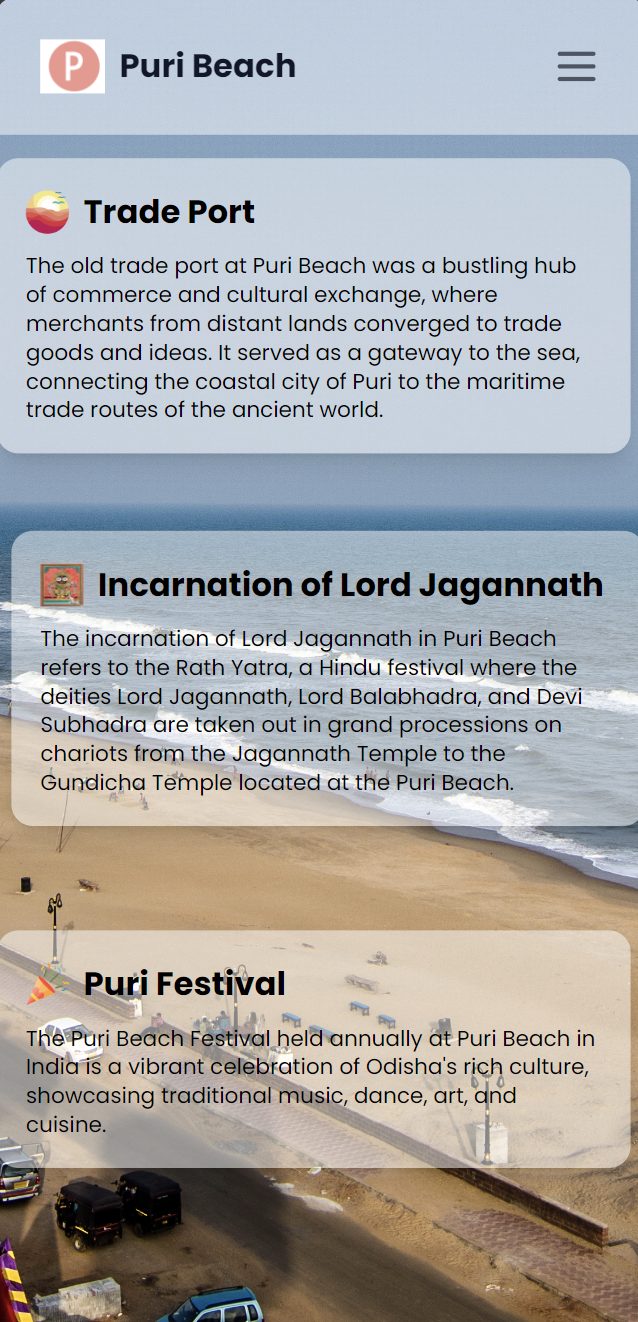 P
Puri Beach
Trade Port
The old trade port at Puri Beach was a bustling hub
of commerce and cultural exchange, where
merchants from distant lands converged to trade
goods and ideas. It served as a gateway to the sea,
connecting the coastal city of Puri to the maritime
trade routes of the ancient world.
Incarnation of Lord Jagannath
The incarnation of Lord Jagannath in Puri Beach
refers to the Rath Yatra, a Hindu festival where the
deities Lord Jagannath, Lord Balabhadra, and Devi
Subhadra are taken out in grand processions on
chariots from the Jagannath Temple to the
Gundicha Temple located at the Puri Beach.
Puri Festival
The Puri Beach Festival held annually at Puri Beach in
India is a vibrant celebration of Odisha's rich culture,
showcasing traditional music, dance, art, and
cuisine.